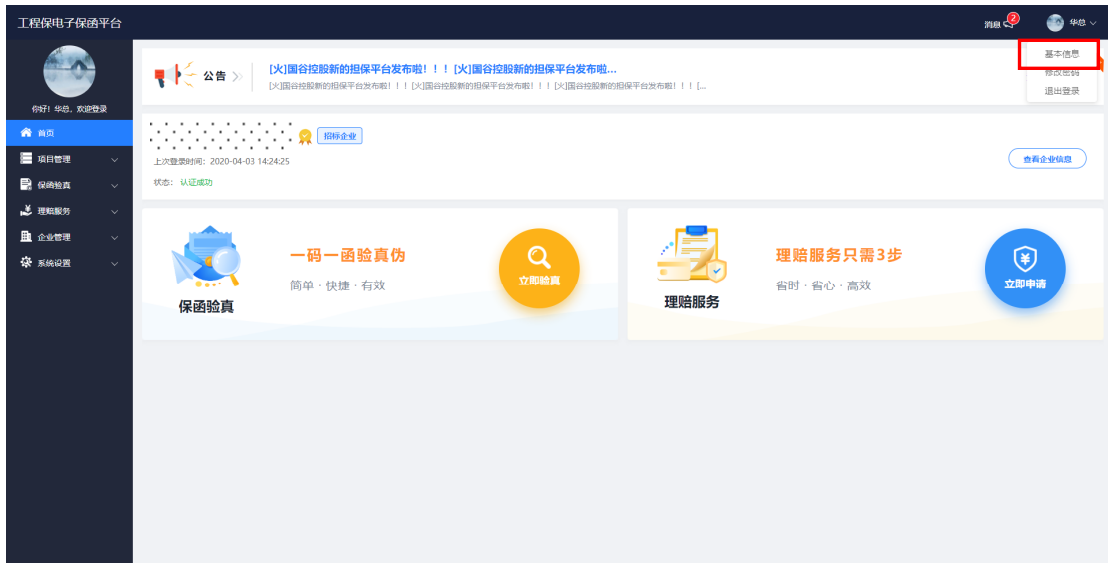 工程保电子保函平台
消息 2
华总
基本信息
修改密码
退出登录
你好！华总，欢迎登录
公告
[火]国谷控股新的担保平台发布啦！！！[火]国谷控股新的担保平台发布啦...
[火]国谷控股新的担保平台发布啦！！！[火]国谷控股新的担保平台发布啦！！！[火]国谷控股新的担保平台发布啦！！！[...
首页
项目管理
保函验真
理赔服务
企业管理
系统设置
招标企业
上次登录时间：2020-04-03 14:24:25
状态：认证成功
查看企业信息
保函验真
一码一函验真伪
简单·快捷·有效
立即验真
理赔服务
理赔服务只需3步
省时·省心·高效
立即申请